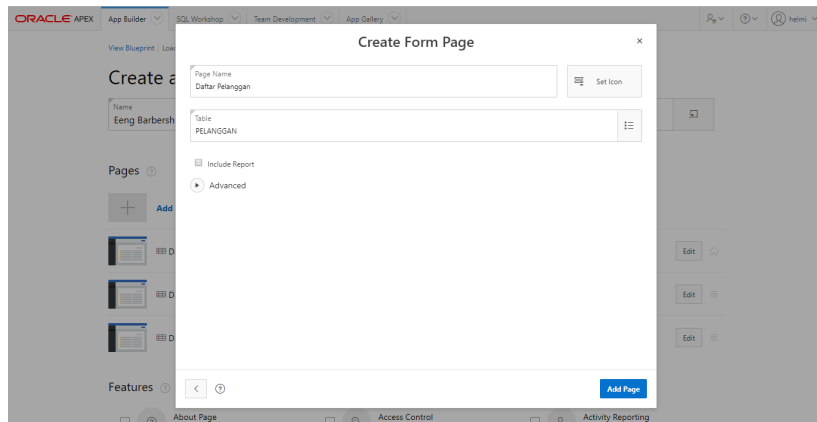 ORACLE APEX App Builder SQL Workshop Team Development App Gallery helmi
View Blueprint Loa
Create Form Page
Create a
Page Name
Daftar Pelanggan
Set Icon
Name
Eeng Barbersh
Table
PELANGGAN
Include Report
Pages
Advanced
Add
D
Edit
D
Edit
D
Edit
Features
Add Page
About Page
Access Control
Activity Reporting